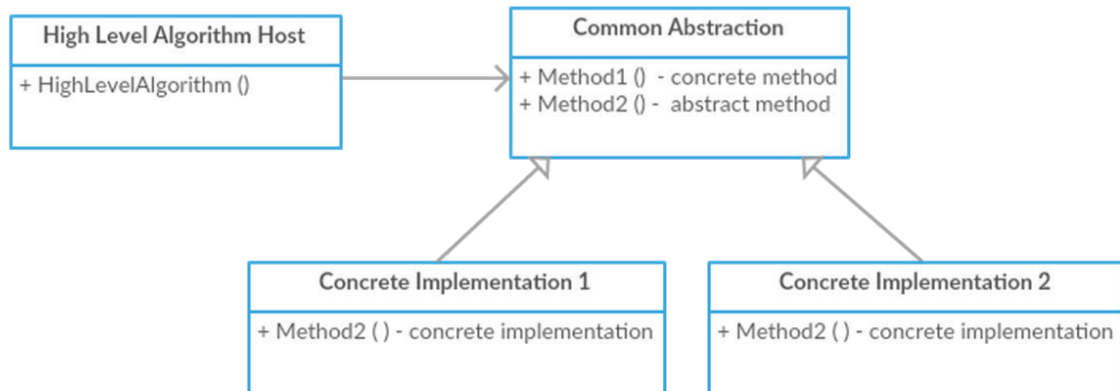 High Level Algorithm Host
+ HighLevelAlgorithm ()
Common Abstraction
+ Method1 () - concrete method
+ Method2 () - abstract method
Concrete Implementation 1
+ Method2 ( ) - concrete implementation
Concrete Implementation 2
+ Method2 ( ) - concrete implementation